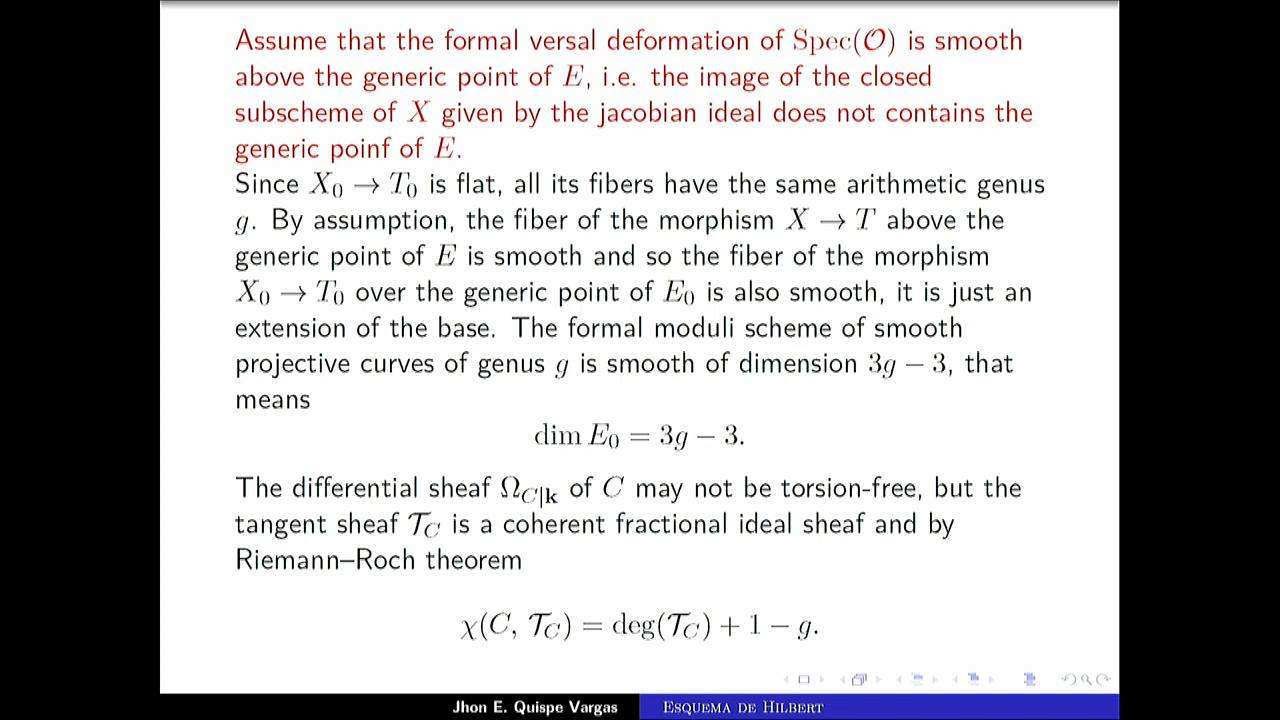 Assume that the formal versal deformation of Spec(𝒪) is smooth
above the generic point of E, i.e. the image of the closed
subscheme of X given by the jacobian ideal does not contains the
generic poinf of E.
Since X₀ → T₀ is flat, all its fibers have the same arithmetic genus
g. By assumption, the fiber of the morphism X → T above the
generic point of E is smooth and so the fiber of the morphism
X₀ → T₀ over the generic point of E₀ is also smooth, it is just an
extension of the base. The formal moduli scheme of smooth
projective curves of genus g is smooth of dimension 3g − 3, that
means
dim E₀ = 3g − 3.
The differential sheaf Ω_{C|𝐤} of C may not be torsion-free, but the
tangent sheaf 𝒯_C is a coherent fractional ideal sheaf and by
Riemann–Roch theorem
χ(C, 𝒯_C) = deg(𝒯_C) + 1 − g.
Jhon E. Quispe Vargas
Esquema de Hilbert